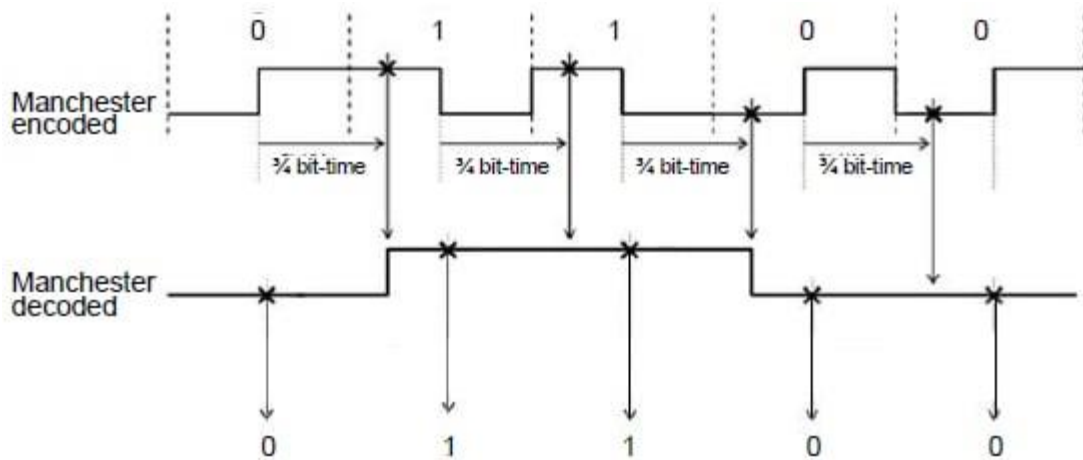 0 1 1 0 0
Manchester
encoded
¾ bit-time ¾ bit-time ¾ bit-time ¾ bit-time
Manchester
decoded
0 1 1 0 0